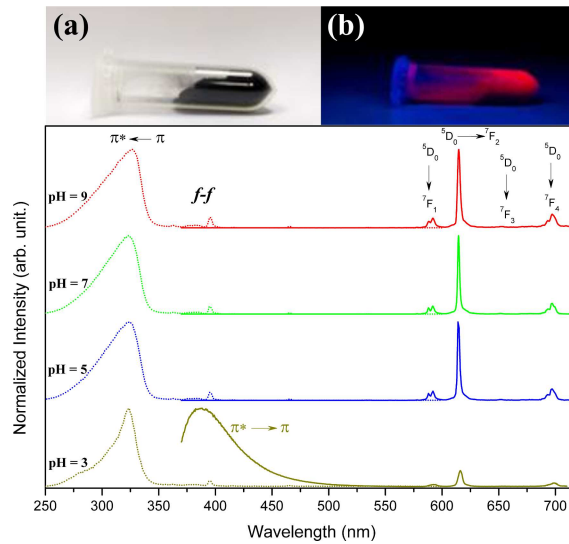 (a)
(b)
π* ← π
f-f
⁵D₀ → ⁷F₂
⁵D₀
⁷F₁
⁵D₀
⁷F₃
⁵D₀
⁷F₄
pH = 9
pH = 7
pH = 5
pH = 3
π* → π
Normalized Intensity (arb. unit.)
250 300 350 400 450 500 550 600 650 700
Wavelength (nm)